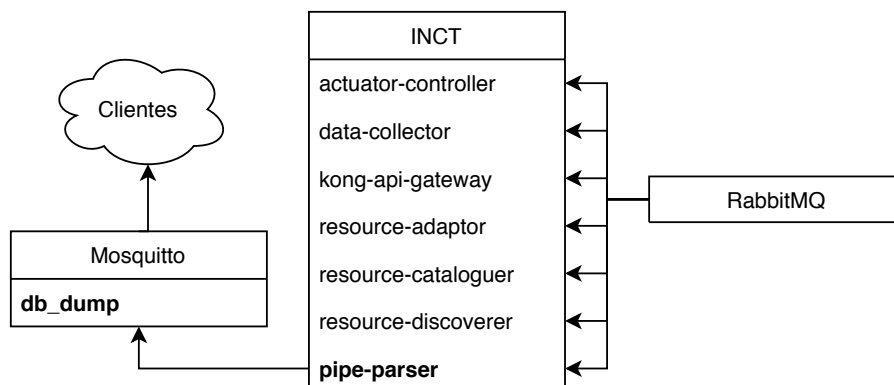 INCT
actuator-controller
data-collector
kong-api-gateway
resource-adaptor
resource-cataloguer
resource-discoverer
pipe-parser
Clientes
Mosquitto
db_dump
RabbitMQ